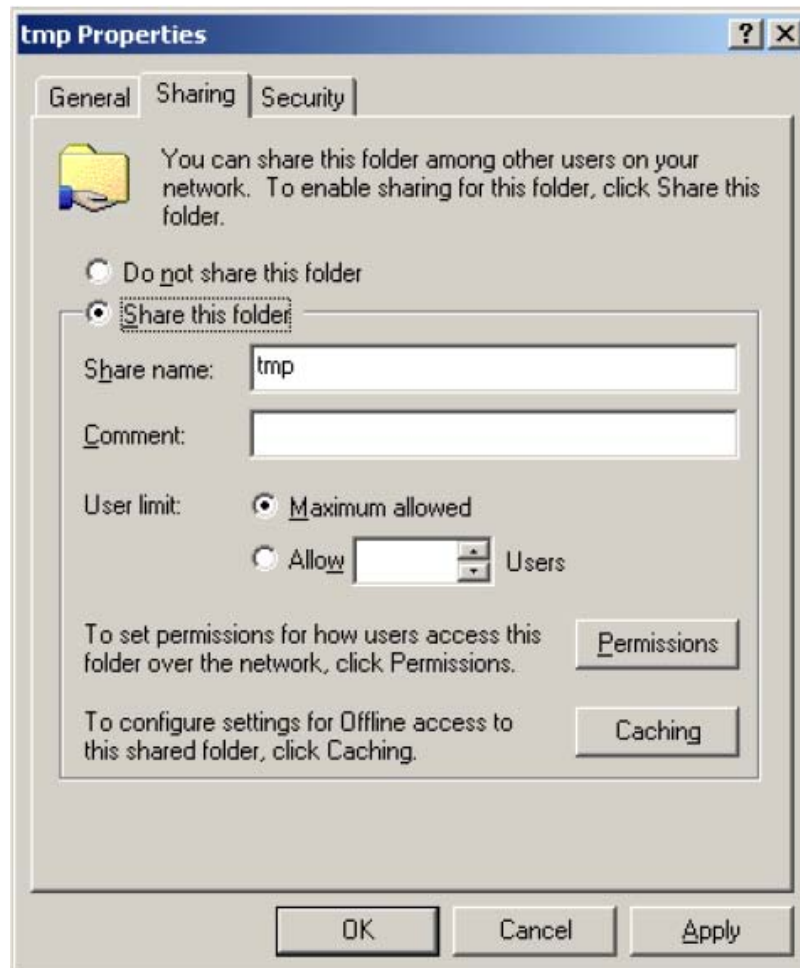 tmp Properties
General Sharing Security
You can share this folder among other users on your
network. To enable sharing for this folder, click Share this
folder.
Do not share this folder
Share this folder
Share name: tmp
Comment:
User limit: Maximum allowed
Allow Users
To set permissions for how users access this
folder over the network, click Permissions.
Permissions
To configure settings for Offline access to
this shared folder, click Caching.
Caching
OK Cancel Apply